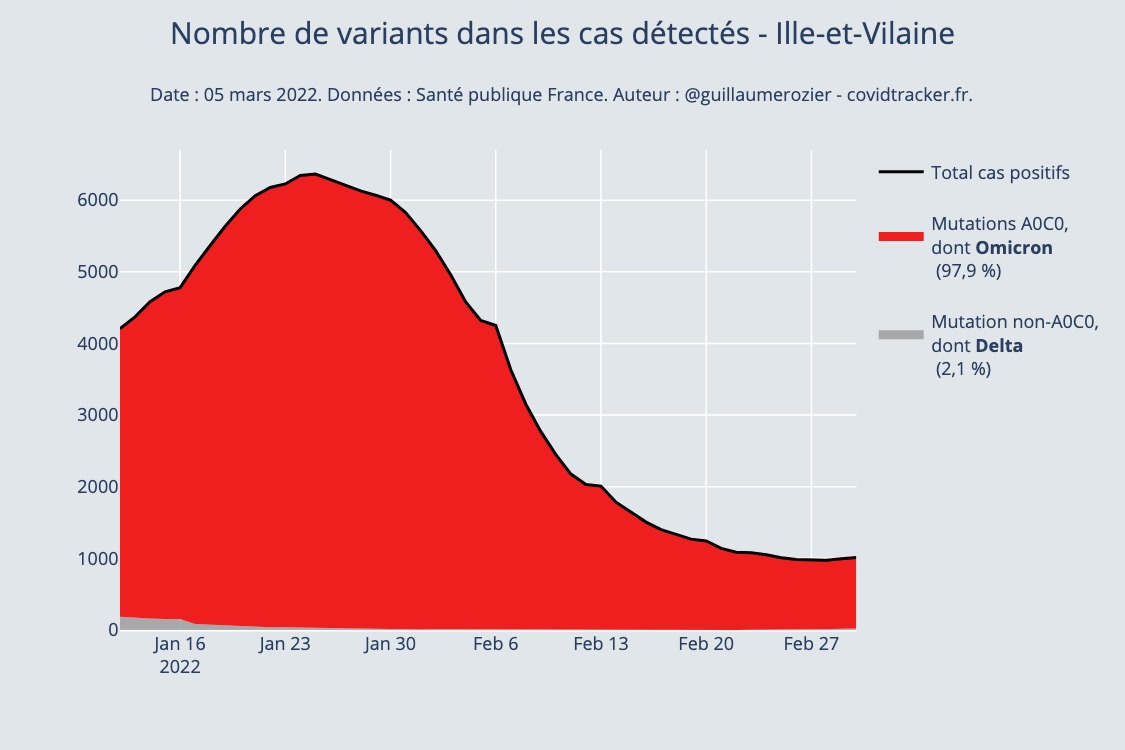 Nombre de variants dans les cas détectés - Ille-et-Vilaine
Date : 05 mars 2022. Données : Santé publique France. Auteur : @guillaumerozier - covidtracker.fr.
Total cas positifs
Mutations A0C0,
dont Omicron
(97,9 %)
Mutation non-A0C0,
dont Delta
(2,1 %)
6000
5000
4000
3000
2000
1000
0
Jan 16 Jan 23 Jan 30 Feb 6 Feb 13 Feb 20 Feb 27
2022